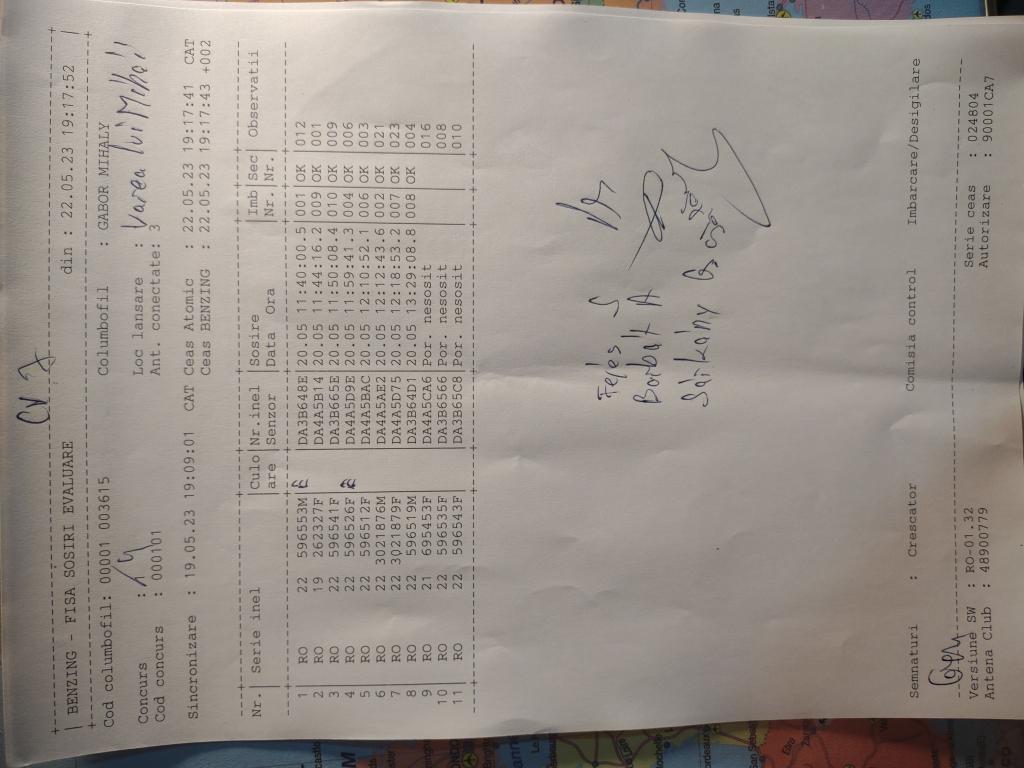 CV 7
BENZING - FISA SOSIRI EVALUARE din : 22.05.23 19:17:52
Cod columbofil: 00001 003615 Columbofil : GABOR MIHALY
Concurs : Loc lansare : Valea lui Mihai
Cod concurs : 000101 Ant. conectate: 3
Sincronizare : 19.05.23 19:09:01 CAT Ceas Atomic : 22.05.23 19:17:41 CAT
Ceas BENZING : 22.05.23 19:17:43 +002
Nr. | Serie inel |Culo|Nr.inel |Sosire |Imb|Sec| Observatii
|are |Senzor |Data Ora |Nr.|Nr.|
1 RO 22 596553M DA3B648E 20.05 11:40:00.5 001 OK 012
2 RO 19 262327F DA4A5B14 20.05 11:44:16.2 009 OK 001
3 RO 22 596541F DA3B665E 20.05 11:50:08.4 010 OK 009
4 RO 22 596526F DA4A5D9E 20.05 11:59:41.3 004 OK 006
5 RO 22 596512F DA4A5BAC 20.05 12:10:52.1 006 OK 003
6 RO 22 3021876M DA4A5AE2 20.05 12:12:43.6 002 OK 021
7 RO 22 3021879F DA4A5D75 20.05 12:18:53.2 007 OK 023
8 RO 22 596519M DA3B64D1 20.05 13:29:08.8 008 OK 004
9 RO 21 695453F DA4A5CA6 Por. nesosit 016
10 RO 22 596535F DA3B6566 Por. nesosit 008
11 RO 22 596543F DA3B65C8 Por. nesosit 010
Fejés S
Borbát A
Sárkány B
Semnaturi : Crescator Comisia control Imbarcare/Desigilare
Versiune SW : RO-01.32 Serie ceas : 024804
Antena Club : 48900779 Autorizare : 90001CA7